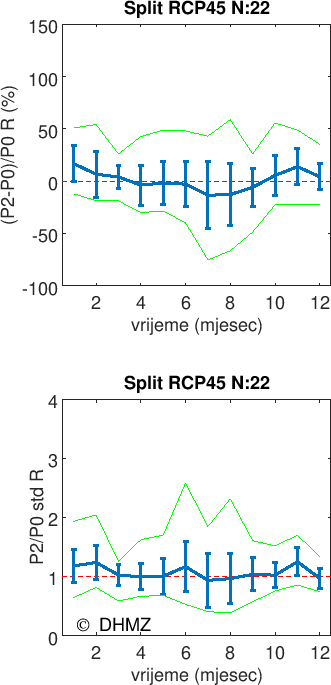 Split RCP45 N:22
150
100
50
0
-50
-100
(P2-P0)/P0 R (%)
2 4 6 8 10 12
vrijeme (mjesec)
Split RCP45 N:22
4
3
2
1
0
P2/P0 std R
© DHMZ
2 4 6 8 10 12
vrijeme (mjesec)